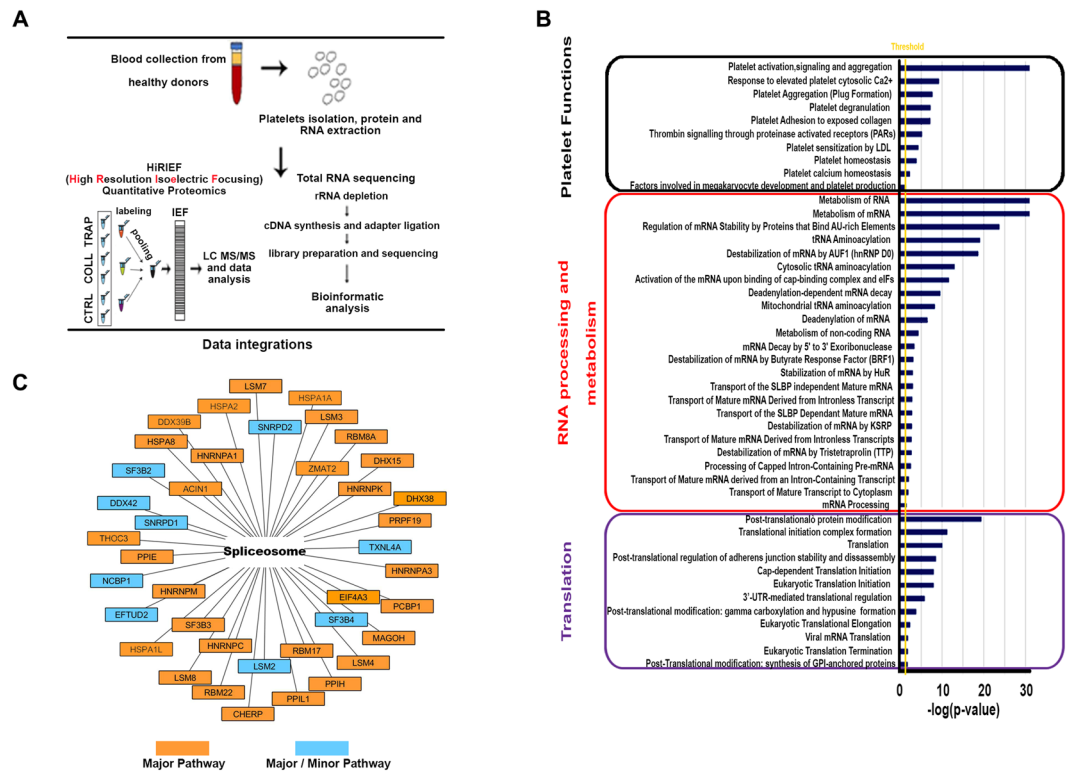 A
Blood collection from
healthy donors
Platelets isolation, protein and
RNA extraction
HiRIEF
(High Resolution Isoelectric Focusing)
Quantitative Proteomics
labeling
IEF
pooling
CTRL COLL TRAP
LC MS/MS
and data
analysis
Total RNA sequencing
rRNA depletion
cDNA synthesis and adapter ligation
library preparation and sequencing
Bioinformatic
analysis
Data integrations
B
Threshold
Platelet Functions
Platelet activation,signaling and aggregation
Response to elevated platelet cytosolic Ca2+
Platelet Aggregation (Plug Formation)
Platelet degranulation
Platelet Adhesion to exposed collagen
Thrombin signalling through proteinase activated receptors (PARs)
Platelet sensitization by LDL
Platelet homeostasis
Platelet calcium homeostasis
Factors involved in megakaryocyte development and platelet production
RNA processing and
metabolism
Metabolism of RNA
Metabolism of mRNA
Regulation of mRNA Stability by Proteins that Bind AU-rich Elements
tRNA Aminoacylation
Destabilization of mRNA by AUF1 (hnRNP D0)
Cytosolic tRNA aminoacylation
Activation of the mRNA upon binding of cap-binding complex and eIFs
Deadenylation-dependent mRNA decay
Mitochondrial tRNA aminoacylation
Deadenylation of mRNA
Metabolism of non-coding RNA
mRNA Decay by 5' to 3' Exoribonuclease
Destabilization of mRNA by Butyrate Response Factor (BRF1)
Stabilization of mRNA by HuR
Transport of the SLBP independent Mature mRNA
Transport of Mature mRNA Derived from Intronless Transcript
Transport of the SLBP Dependant Mature mRNA
Destabilization of mRNA by KSRP
Transport of Mature mRNA Derived from Intronless Transcripts
Destabilization of mRNA by Tristetraprolin (TTP)
Processing of Capped Intron-Containing Pre-mRNA
Transport of Mature mRNA derived from an Intron-Containing Transcript
Transport of Mature Transcript to Cytoplasm
mRNA Processing
Translation
Post-translationalò protein modification
Translational initiation complex formation
Translation
Post-translational regulation of adherens junction stability and dissassembly
Cap-dependent Translation Initiation
Eukaryotic Translation Initiation
3'-UTR-mediated translational regulation
Post-translational modification: gamma carboxylation and hypusine formation
Eukaryotic Translational Elongation
Viral mRNA Translation
Eukaryotic Translation Termination
Post-Translational modification: synthesis of GPI-anchored proteins
0 10 20 30
-log(p-value)
C
LSM7
HSPA1A
HSPA2
LSM3
DDX39B
SNRPD2
RBM8A
HSPA8
HNRNPA1
DHX15
SF3B2
ZMAT2
ACIN1
HNRNPK
DHX38
DDX42
SNRPD1
PRPF19
THOC3
TXNL4A
Spliceosome
PPIE
HNRNPA3
NCBP1
HNRNPM
EIF4A3
PCBP1
EFTUD2
SF3B3
SF3B4
MAGOH
HSPA1L
HNRNPC
RBM17
LSM4
LSM2
LSM8
PPIH
RBM22
PPIL1
CHERP
Major Pathway
Major / Minor Pathway